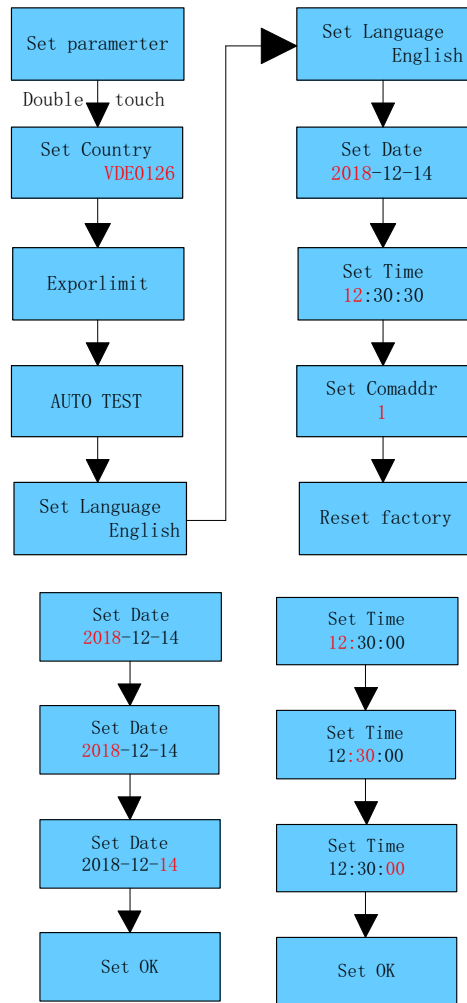 Set paramerter
Double touch
Set Country
VDE0126
Exporlimit
AUTO TEST
Set Language
English
Set Language
English
Set Date
2018-12-14
Set Time
12:30:30
Set Comaddr
1
Reset factory
Set Date
2018-12-14
Set Date
2018-12-14
Set Date
2018-12-14
Set OK
Set Time
12:30:00
Set Time
12:30:00
Set Time
12:30:00
Set OK